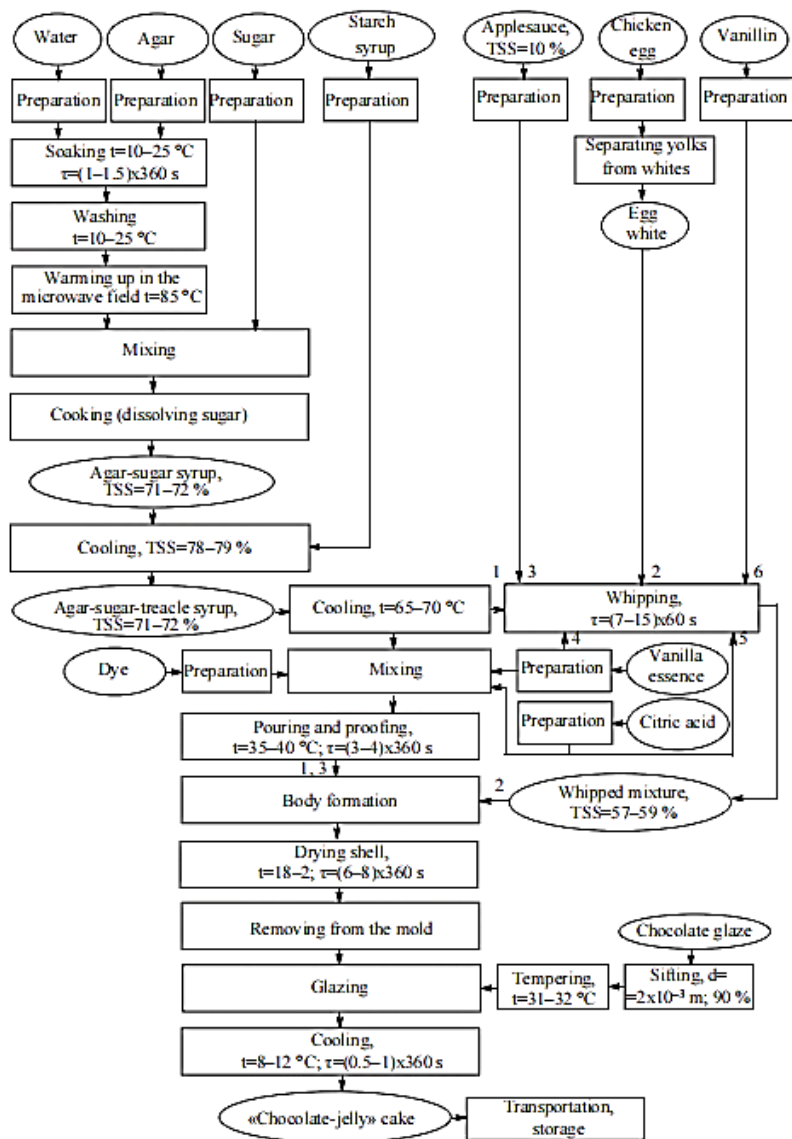 Water
Agar
Sugar
Starch
syrup
Applesauce,
TSS=10 %
Chicken
egg
Vanillin
Preparation
Preparation
Preparation
Preparation
Preparation
Preparation
Preparation
Soaking t=10–25 °C
τ=(1–1.5)x360 s
Separating yolks
from whites
Washing
t=10–25 °C
Egg
white
Warming up in the
microwave field t=85 °C
Mixing
Cooking (dissolving sugar)
Agar-sugar syrup,
TSS=71–72 %
Cooling, TSS=78–79 %
1
3
2
6
Agar-sugar-treacle syrup,
TSS=71–72 %
Cooling, t=65–70 °C
Whipping,
τ=(7–15)x60 s
4
5
Dye
Preparation
Mixing
Preparation
Vanilla
essence
Preparation
Citric acid
Pouring and proofing,
t=35–40 °C; τ=(3–4)x360 s
1, 3
Body formation
2
Whipped mixture,
TSS=57–59 %
Drying shell,
t=18–2; τ=(6–8)x360 s
Removing from the mold
Chocolate glaze
Glazing
Tempering,
t=31–32 °C
Sifting, d=
=2x10⁻³ m; 90 %
Cooling,
t=8–12 °C; τ=(0.5–1)x360 s
«Chocolate-jelly» cake
Transportation,
storage